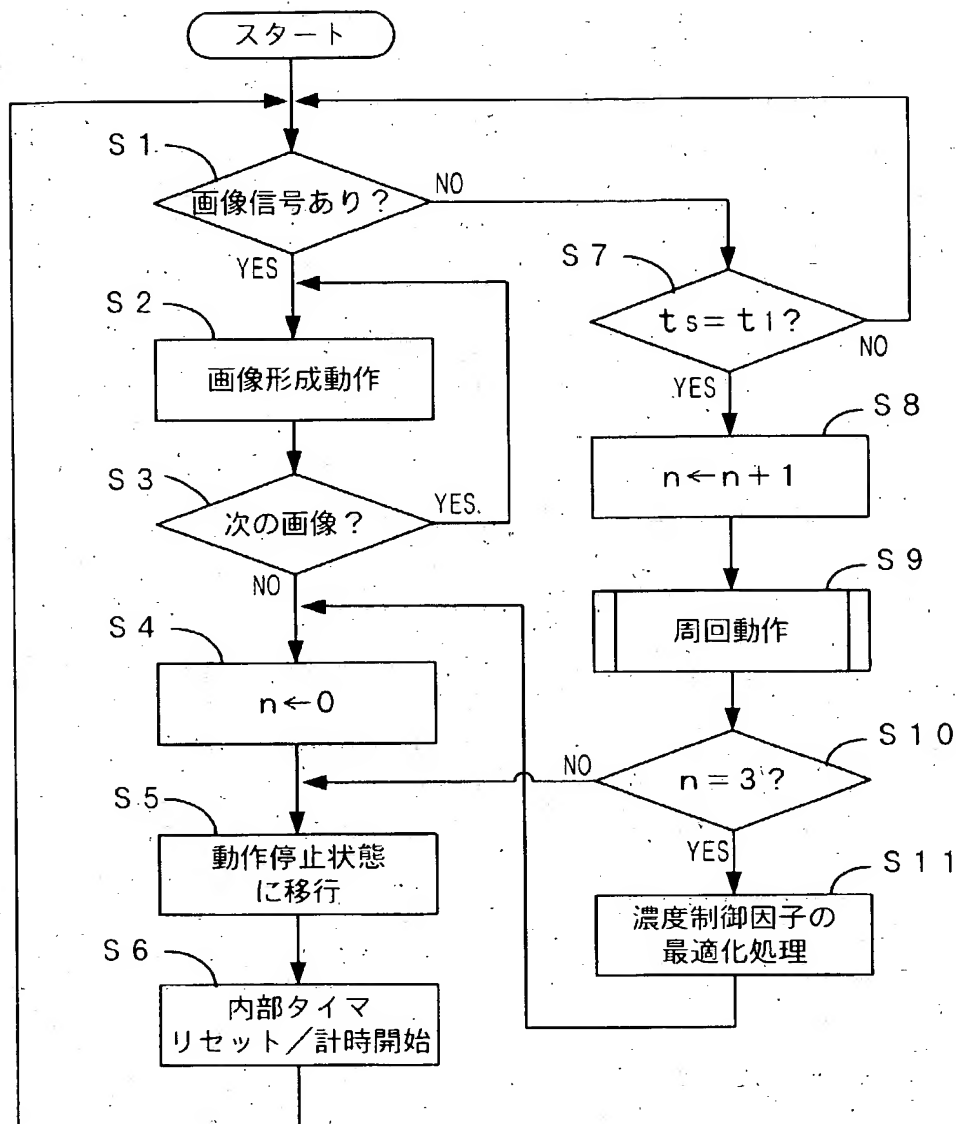 スタート
S1
画像信号あり?
NO
YES
S2
画像形成動作
S3
次の画像?
YES
NO
S4
n←0
S5
動作停止状態
に移行
S6
内部タイマ
リセット/計時開始
S7
ts=t1?
NO
YES
S8
n←n+1
S9
周回動作
S10
n=3?
NO
YES
S11
濃度制御因子の
最適化処理